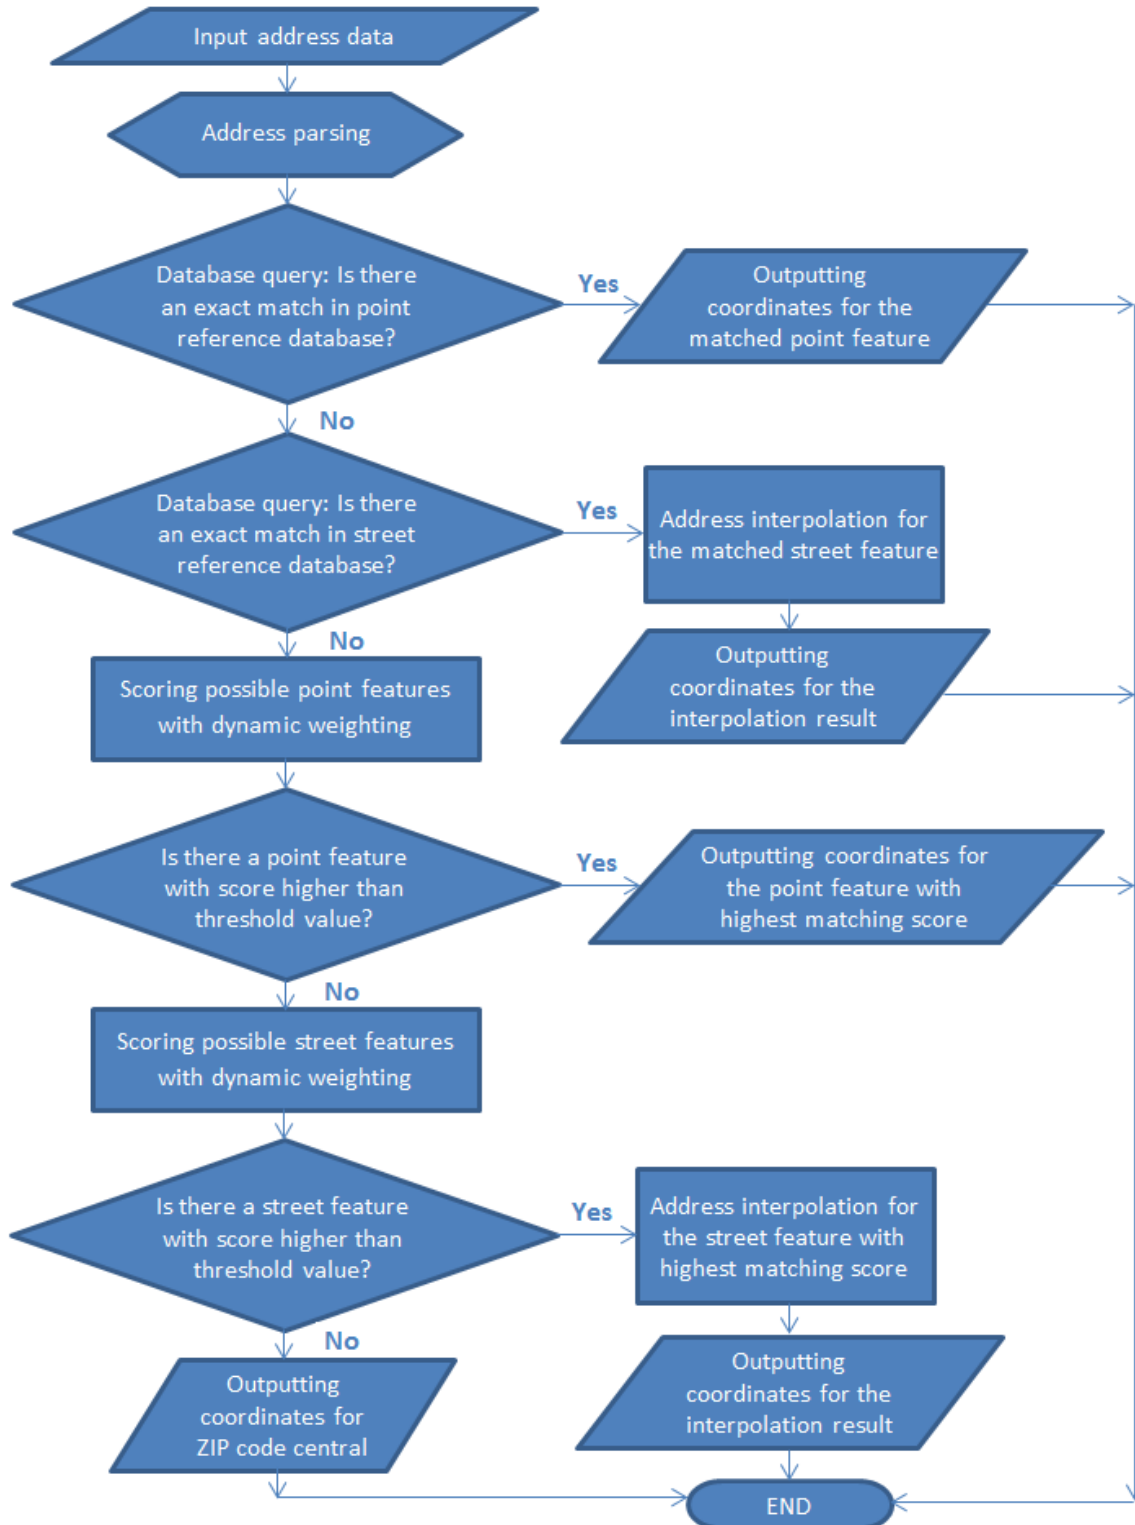 Input address data
Address parsing
Database query: Is there
an exact match in point
reference database?
Yes
Outputting
coordinates for the
matched point feature
No
Database query: Is there
an exact match in street
reference database?
Yes
Address interpolation for
the matched street feature
Outputting
coordinates for the
interpolation result
No
Scoring possible point features
with dynamic weighting
Is there a point feature
with score higher than
threshold value?
Yes
Outputting coordinates for
the point feature with
highest matching score
No
Scoring possible street features
with dynamic weighting
Is there a street feature
with score higher than
threshold value?
Yes
Address interpolation for
the street feature with
highest matching score
No
Outputting
coordinates for
ZIP code central
Outputting
coordinates for the
interpolation result
END